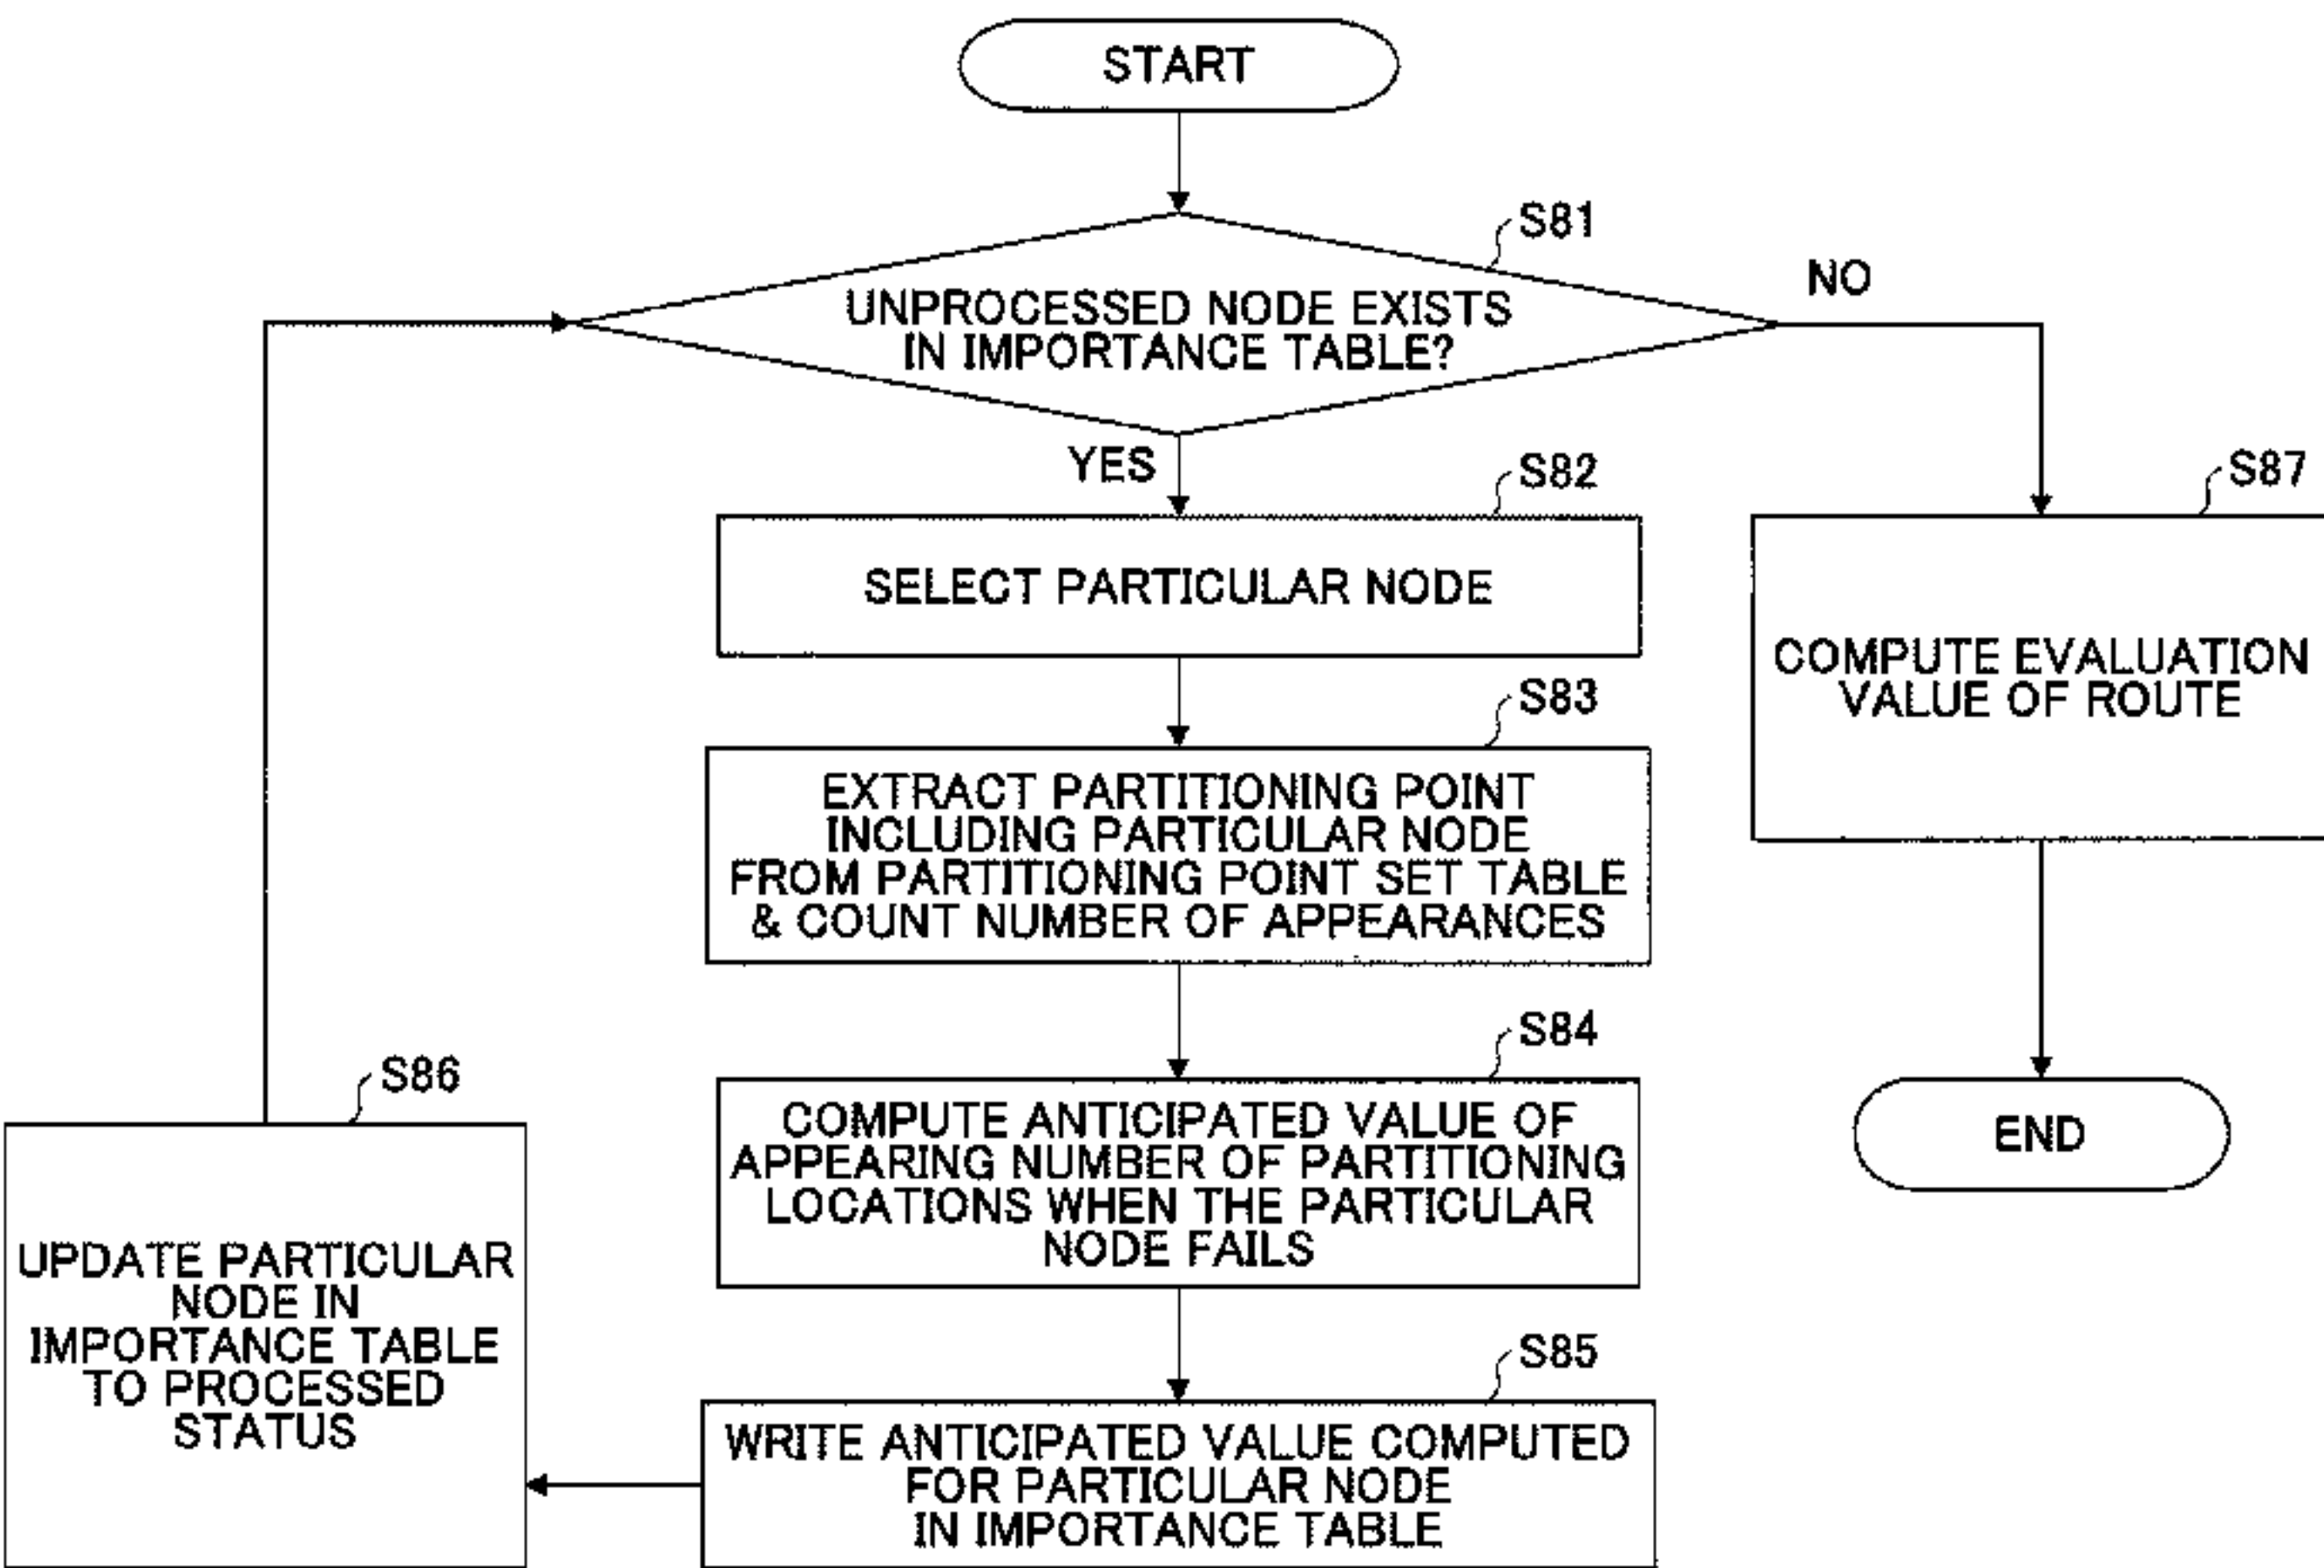 START
S81
UNPROCESSED NODE EXISTS
IN IMPORTANCE TABLE?
NO
YES
S82
SELECT PARTICULAR NODE
S87
COMPUTE EVALUATION
VALUE OF ROUTE
S83
EXTRACT PARTITIONING POINT
INCLUDING PARTICULAR NODE
FROM PARTITIONING POINT SET TABLE
& COUNT NUMBER OF APPEARANCES
S84
COMPUTE ANTICIPATED VALUE OF
APPEARING NUMBER OF PARTITIONING
LOCATIONS WHEN THE PARTICULAR
NODE FAILS
END
S85
WRITE ANTICIPATED VALUE COMPUTED
FOR PARTICULAR NODE
IN IMPORTANCE TABLE
S86
UPDATE PARTICULAR
NODE IN
IMPORTANCE TABLE
TO PROCESSED
STATUS